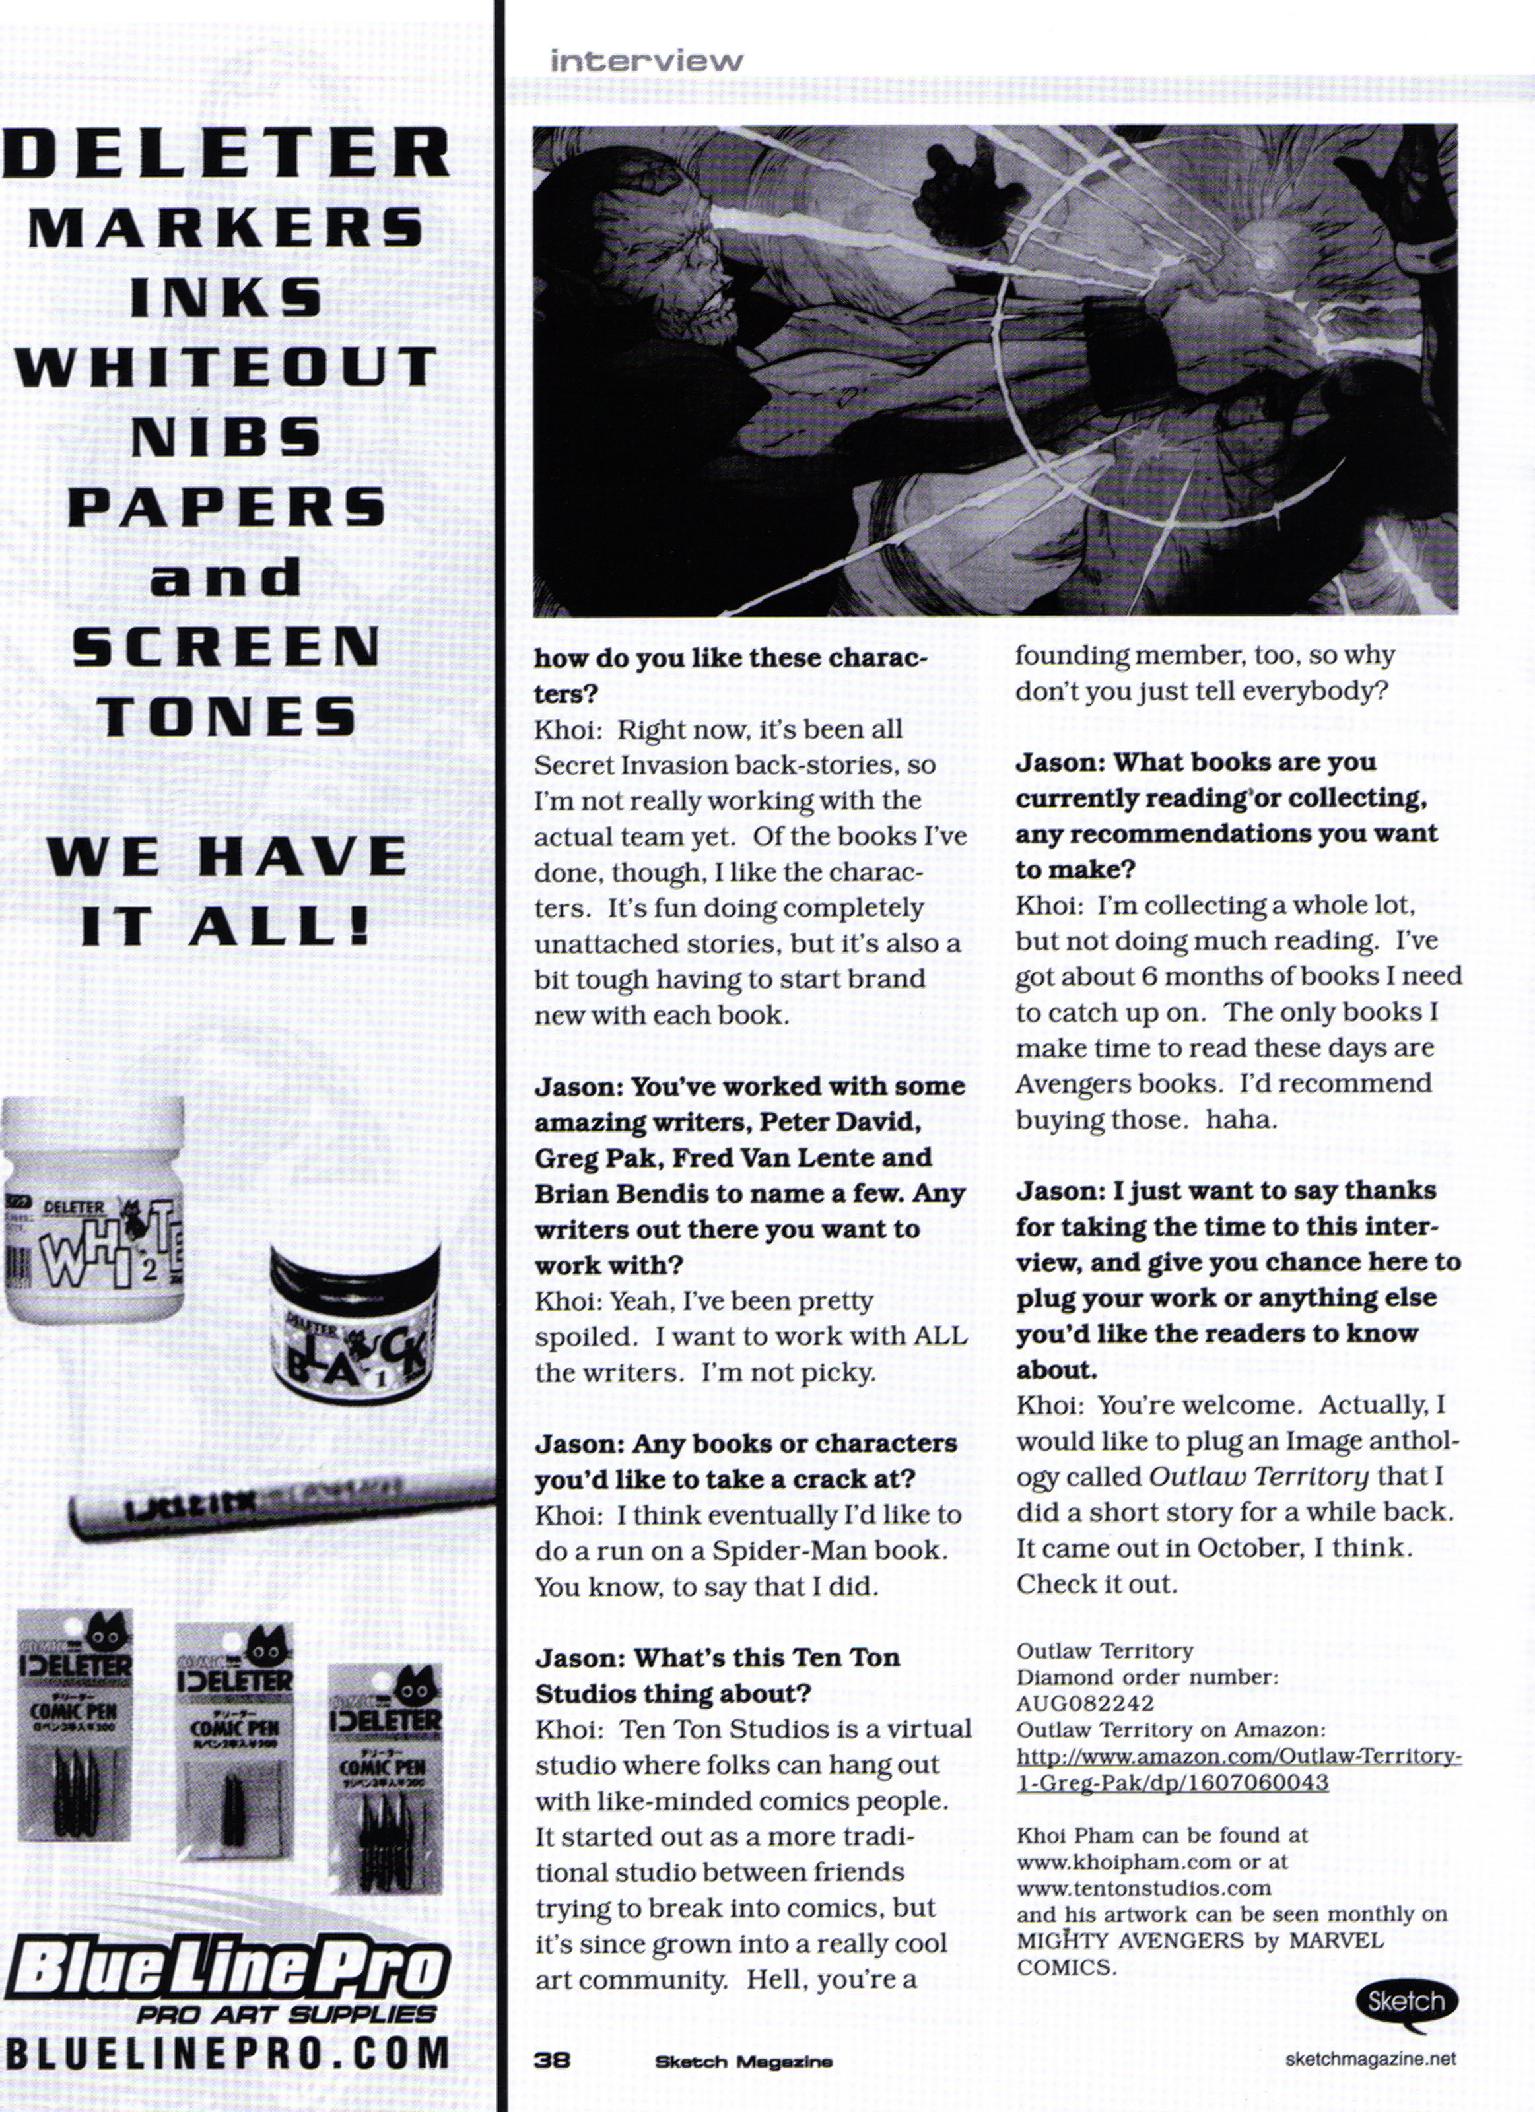 DELETER
MARKERS
INKS
WHITEOUT
NIBS
PAPERS
and
SCREEN
TONES
WE HAVE
IT ALL!
DELETER
WHITE
2
DELETER
BLACK
1
DELETER
DELETER
COMIC PEN
DELETER
COMIC PEN
DELETER
COMIC PEN
BlueLinePro
PRO ART SUPPLIES
BLUELINEPRO.COM
interview
how do you like these charac-
ters?
Khoi: Right now, it's been all
Secret Invasion back-stories, so
I'm not really working with the
actual team yet. Of the books I've
done, though, I like the charac-
ters. It's fun doing completely
unattached stories, but it's also a
bit tough having to start brand
new with each book.
Jason: You've worked with some
amazing writers, Peter David,
Greg Pak, Fred Van Lente and
Brian Bendis to name a few. Any
writers out there you want to
work with?
Khoi: Yeah, I've been pretty
spoiled. I want to work with ALL
the writers. I'm not picky.
Jason: Any books or characters
you'd like to take a crack at?
Khoi: I think eventually I'd like to
do a run on a Spider-Man book.
You know, to say that I did.
Jason: What's this Ten Ton
Studios thing about?
Khoi: Ten Ton Studios is a virtual
studio where folks can hang out
with like-minded comics people.
It started out as a more tradi-
tional studio between friends
trying to break into comics, but
it's since grown into a really cool
art community. Hell, you're a
founding member, too, so why
don't you just tell everybody?
Jason: What books are you
currently reading or collecting,
any recommendations you want
to make?
Khoi: I'm collecting a whole lot,
but not doing much reading. I've
got about 6 months of books I need
to catch up on. The only books I
make time to read these days are
Avengers books. I'd recommend
buying those. haha.
Jason: I just want to say thanks
for taking the time to this inter-
view, and give you chance here to
plug your work or anything else
you'd like the readers to know
about.
Khoi: You're welcome. Actually, I
would like to plug an Image anthol-
ogy called Outlaw Territory that I
did a short story for a while back.
It came out in October, I think.
Check it out.
Outlaw Territory
Diamond order number:
AUG082242
Outlaw Territory on Amazon:
http://www.amazon.com/Outlaw-Territory-
1-Greg-Pak/dp/1607060043
Khoi Pham can be found at
www.khoipham.com or at
www.tentonstudios.com
and his artwork can be seen monthly on
MIGHTY AVENGERS by MARVEL
COMICS.
Sketch
38 Sketch Magazine
sketchmagazine.net